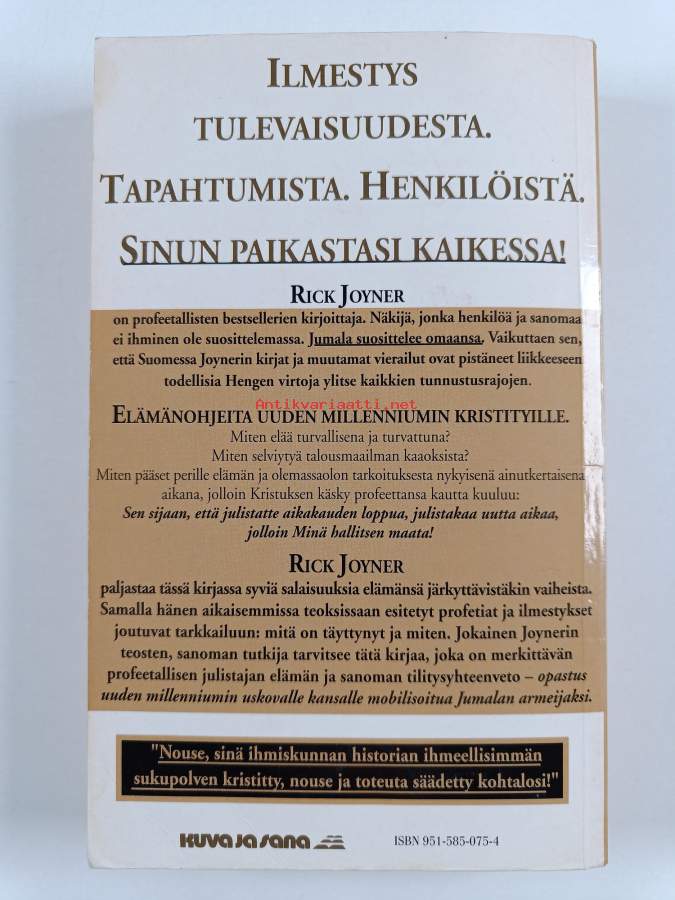 ILMESTYS
TULEVAISUUDESTA.
TAPAHTUMISTA. HENKILÖISTÄ.
SINUN PAIKASTASI KAIKESSA!
RICK JOYNER
on profeetallisten bestsellerien kirjoittaja. Näkijä, jonka henkilöä ja sanomaa
ei ihminen ole suosittelemassa. Jumala suosittelee omaansa. Vaikuttaen sen,
että Suomessa Joynerin kirjat ja muutamat vierailut ovat pistäneet liikkeeseen
todellisia Hengen virtoja ylitse kaikkien tunnustusrajojen.
Antikvariaatti.net
ELÄMÄNOHJEITA UUDEN MILLENNIUMIN KRISTITYILLE.
Miten elää turvallisena ja turvattuna?
Miten selviytyä talousmaailman kaaoksista?
Miten pääset perille elämän ja olemassaolon tarkoituksesta nykyisenä ainutkertaisena
aikana, jolloin Kristuksen käsky profeettansa kautta kuuluu:
Sen sijaan, että julistatte aikakauden loppua, julistakaa uutta aikaa,
jolloin Minä hallitsen maata!
RICK JOYNER
paljastaa tässä kirjassa syviä salaisuuksia elämänsä järkyttävistäkin vaiheista.
Samalla hänen aikaisemmissa teoksissaan esitetyt profetiat ja ilmestykset
joutuvat tarkkailuun: mitä on täyttynyt ja miten. Jokainen Joynerin
teosten, sanoman tutkija tarvitsee tätä kirjaa, joka on merkittävän
profeetallisen julistajan elämän ja sanoman tilitysyhteenveto – opastus
uuden millenniumin uskovalle kansalle mobilisoitua Jumalan armeijaksi.
"Nouse, sinä ihmiskunnan historian ihmeellisimmän
sukupolven kristitty, nouse ja toteuta säädetty kohtalosi!"
KUVA JA SANA
ISBN 951-585-075-4